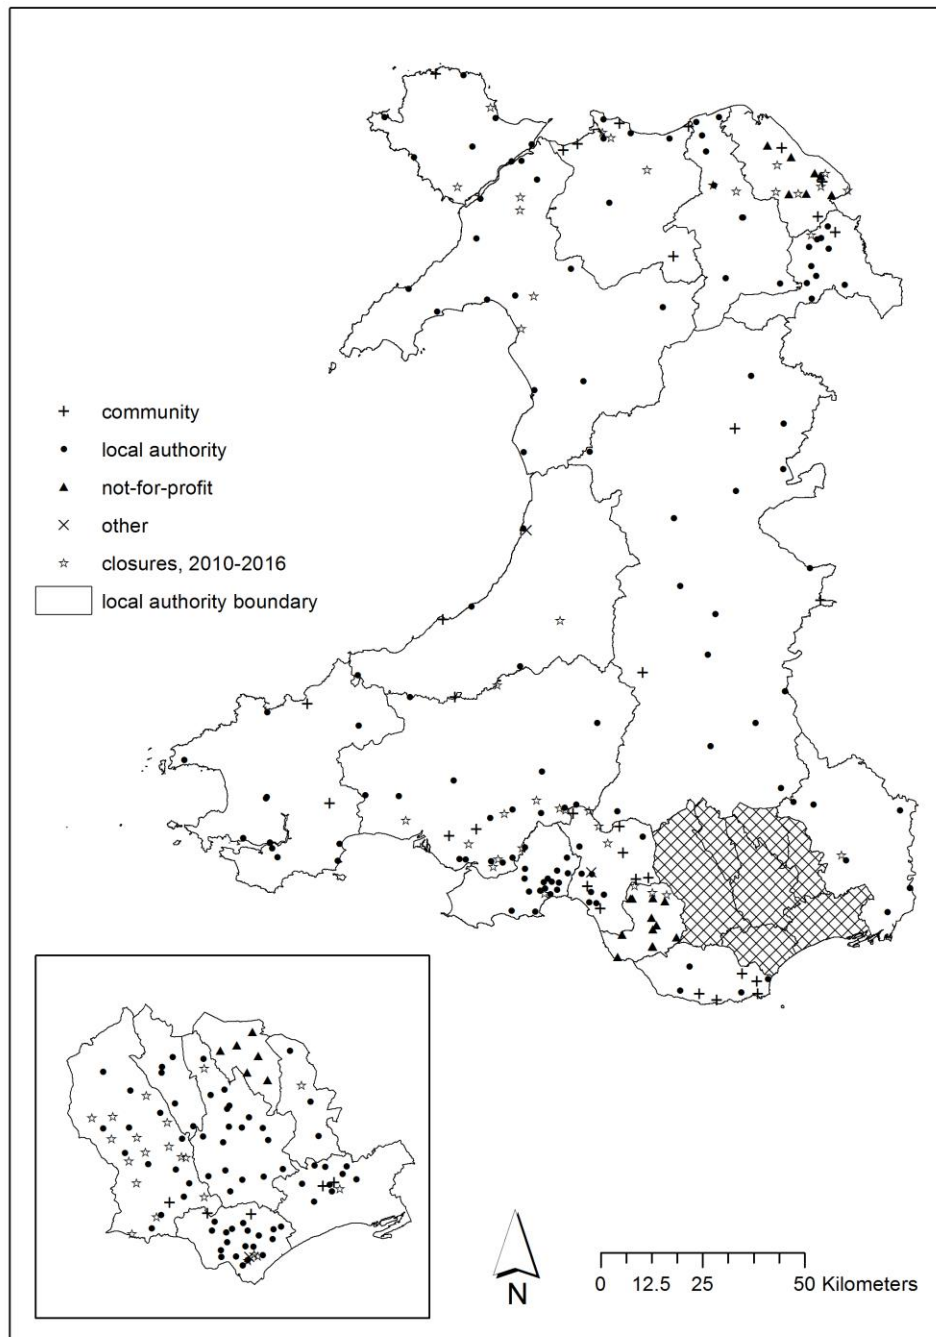 community
local authority
not-for-profit
other
closures, 2010-2016
local authority boundary
N
0 12.5 25 50 Kilometers